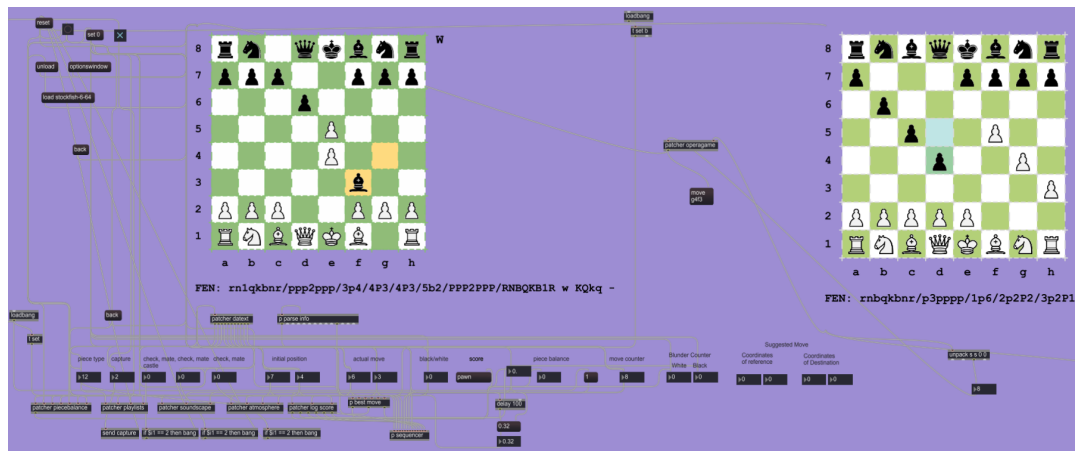 reset
set 0
loadbang
t set b
W
8
7
6
5
4
3
2
1
a b c d e f g h
unload
optionswindow
load stockfish-6-64
back
patcher operagame
move
g4f3
8
7
6
5
4
3
2
1
a b c d e f g h
FEN: rn1qkbnr/ppp2ppp/3p4/4P3/4P3/5b2/PPP2PPP/RNBQKB1R w KQkq -
FEN: rnbqkbnr/p3pppp/1p6/2p2P2/3p2P1
loadbang
back
patcher datext
p parse info
t set
unpack s s 0 0
8
piece type
capture
check, mate, check. mate
castle
check, mate
initial position
actual move
black/white
score
piece balance
move counter
Blunder Counter
White Black
Suggested Move
Coordinates
of reference
Coordinates
of Destination
12
2
0
0
0
7
4
6
3
0
pawn
0.
0
1
8
0
0
0
0
0
0
patcher piecebalance
patcher playlists
patcher soundscape
patcher atmosphere
patcher log score
p best move
delay 100
send capture
if $i1 == 2 then bang
if $i1 == 2 then bang
if $i1 == 2 then bang
p sequencer
0.32
0.32